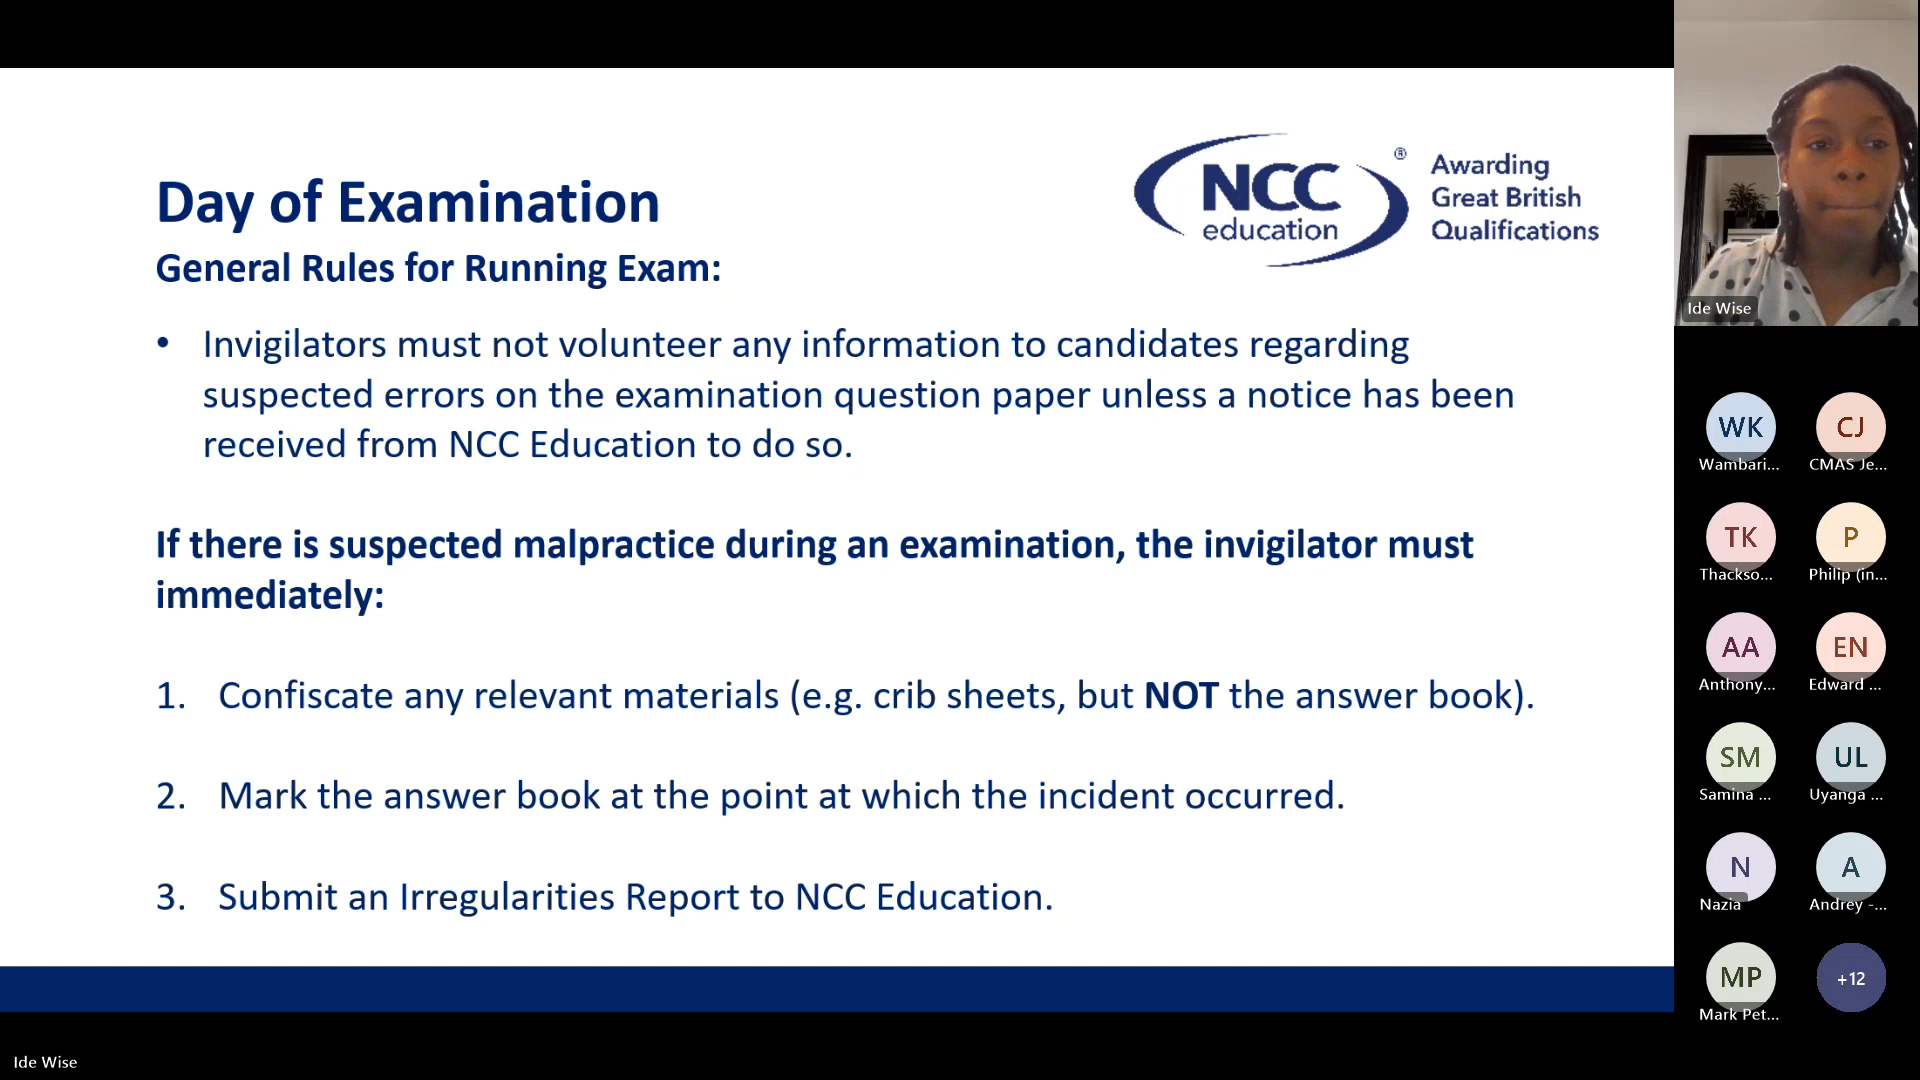 Day of Examination
General Rules for Running Exam:
NCC education ®
Awarding
Great British
Qualifications
• Invigilators must not volunteer any information to candidates regarding
suspected errors on the examination question paper unless a notice has been
received from NCC Education to do so.
If there is suspected malpractice during an examination, the invigilator must
immediately:
1. Confiscate any relevant materials (e.g. crib sheets, but NOT the answer book).
2. Mark the answer book at the point at which the incident occurred.
3. Submit an Irregularities Report to NCC Education.
Ide Wise
WK CJ
Wambari... CMAS Je...
TK P
Thackso... Philip (in...
AA EN
Anthony... Edward ...
SM UL
Samina ... Uyanga ...
N A
Nazia Andrey -...
MP +12
Mark Pet...
Ide Wise